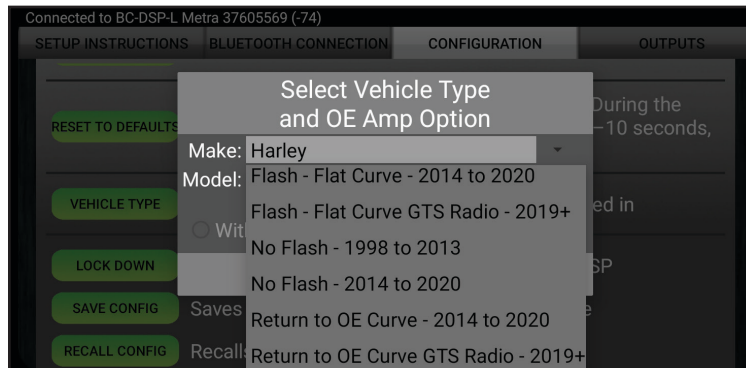 Connected to BC-DSP-L Metra 37605569 (-74)
SETUP INSTRUCTIONS BLUETOOTH CONNECTION CONFIGURATION OUTPUTS
Select Vehicle Type
and OE Amp Option
During the
RESET TO DEFAULTS
–10 seconds,
Make: Harley
Model: Flash - Flat Curve - 2014 to 2020
VEHICLE TYPE
Flash - Flat Curve GTS Radio - 2019+
ed in
Wit
No Flash - 1998 to 2013
LOCK DOWN
SP
No Flash - 2014 to 2020
SAVE CONFIG Saves
Return to OE Curve - 2014 to 2020
e
RECALL CONFIG Recalls
Return to OE Curve GTS Radio - 2019+